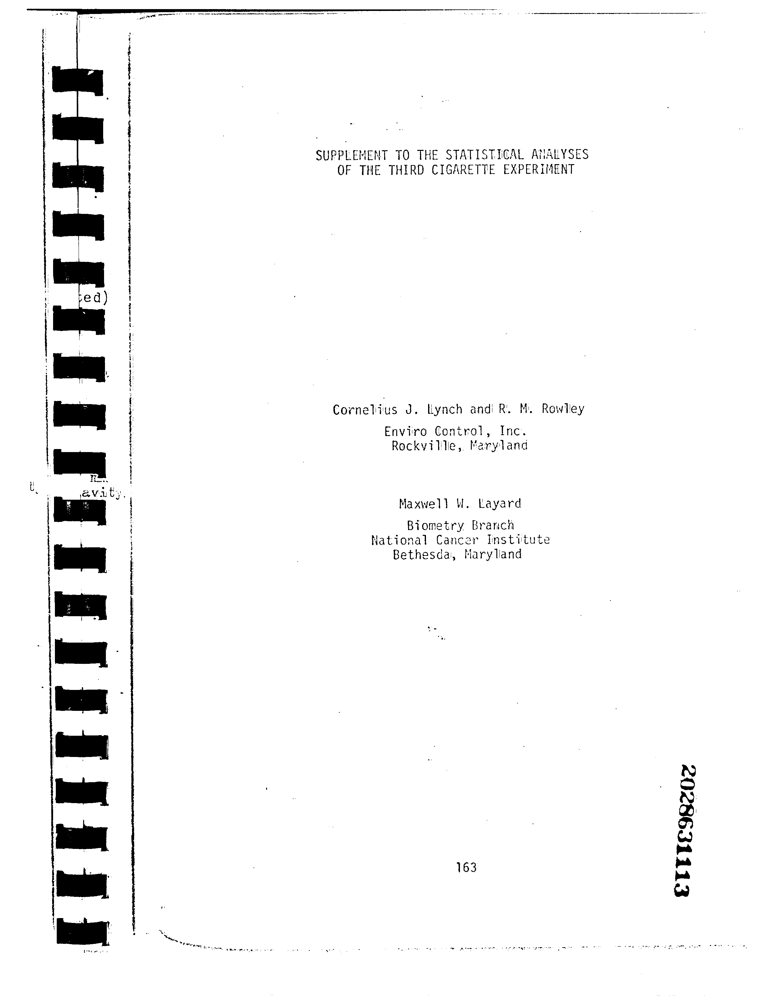 SUPPLEMENT TO THE STATISTICAL ANALYSES
OF THE THIRD CIGARETTE EXPERIMENT
ted)
Cornelius J. Lynch and R. M. Rowley
Enviro Control, Inc.
Rockville, Maryland
avity,
Maxwell W. Layard
Biometry Branch
National Cancer Institute
Bethesda, Maryland
163
2028631113